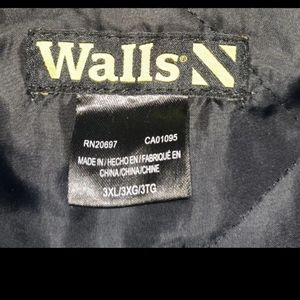 Walls®
RN20697 CA01095
MADE IN / HECHO EN / FABRIQUÉ EN
CHINA/CHINA/CHINE
3XL/3XG/3TG